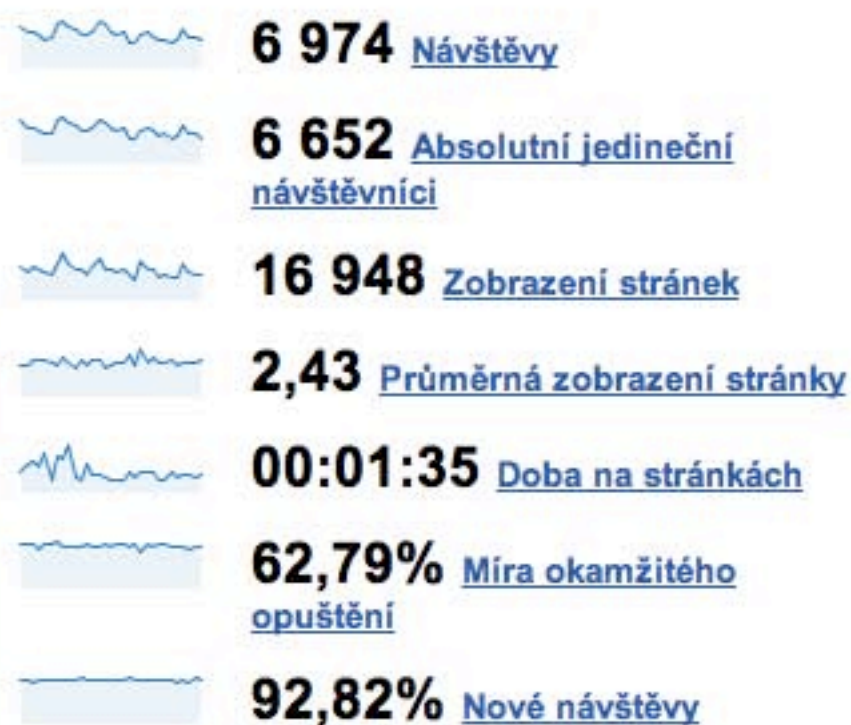 6 974 Návštěvy
6 652 Absolutní jedineční
návštěvníci
16 948 Zobrazení stránek
2,43 Průměrná zobrazení stránky
00:01:35 Doba na stránkách
62,79% Míra okamžitého
opuštění
92,82% Nové návštěvy